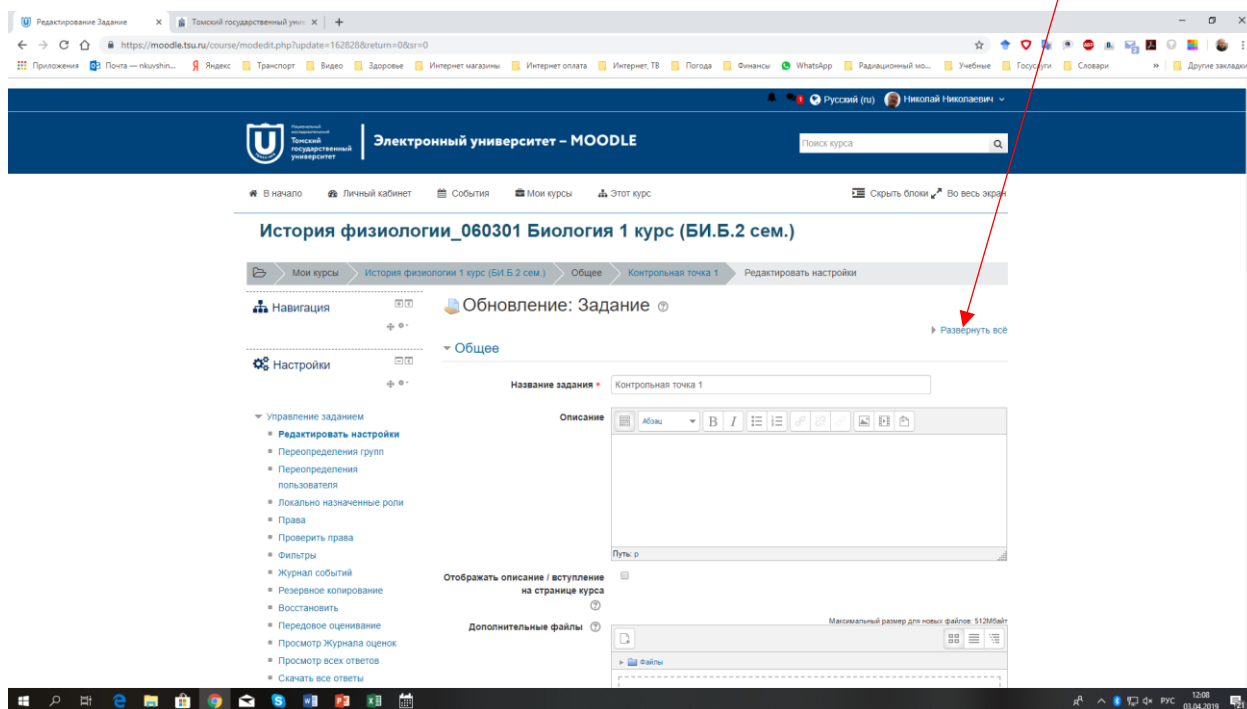 Редактирование Задание
Томский государственный унив
https://moodle.tsu.ru/course/modedit.php?update=162828&return=0&sr=0
Приложения Почта — nkuvshin... Яндекс Транспорт Видео Здоровье Интернет магазины Интернет оплата Интернет, ТВ Погода Финансы WhatsApp Радиационный мо... Учебные Госуслуги Словари » Другие закладки
1 Русский (ru) Николай Николаевич
Томский
государственный
университет
Электронный университет – MOODLE
Поиск курса
В начало Личный кабинет События Мои курсы Этот курс Скрыть блоки Во весь экран
История физиологии_060301 Биология 1 курс (БИ.Б.2 сем.)
Мои курсы История физиологии 1 курс (БИ.Б.2 сем.) Общее Контрольная точка 1 Редактировать настройки
Навигация
Обновление: Задание
Развернуть всё
Общее
Настройки
Название задания
Контрольная точка 1
Управление заданием
Редактировать настройки
Переопределения групп
Переопределения
пользователя
Локально назначенные роли
Права
Проверить права
Фильтры
Журнал событий
Резервное копирование
Восстановить
Передовое оценивание
Просмотр Журнала оценок
Просмотр всех ответов
Скачать все ответы
Описание
Абзац B I
Путь: p
Отображать описание / вступление
на странице курса
Дополнительные файлы
Максимальный размер для новых файлов: 512Мбайт
Файлы
РУС
12:08
03.04.2019
21